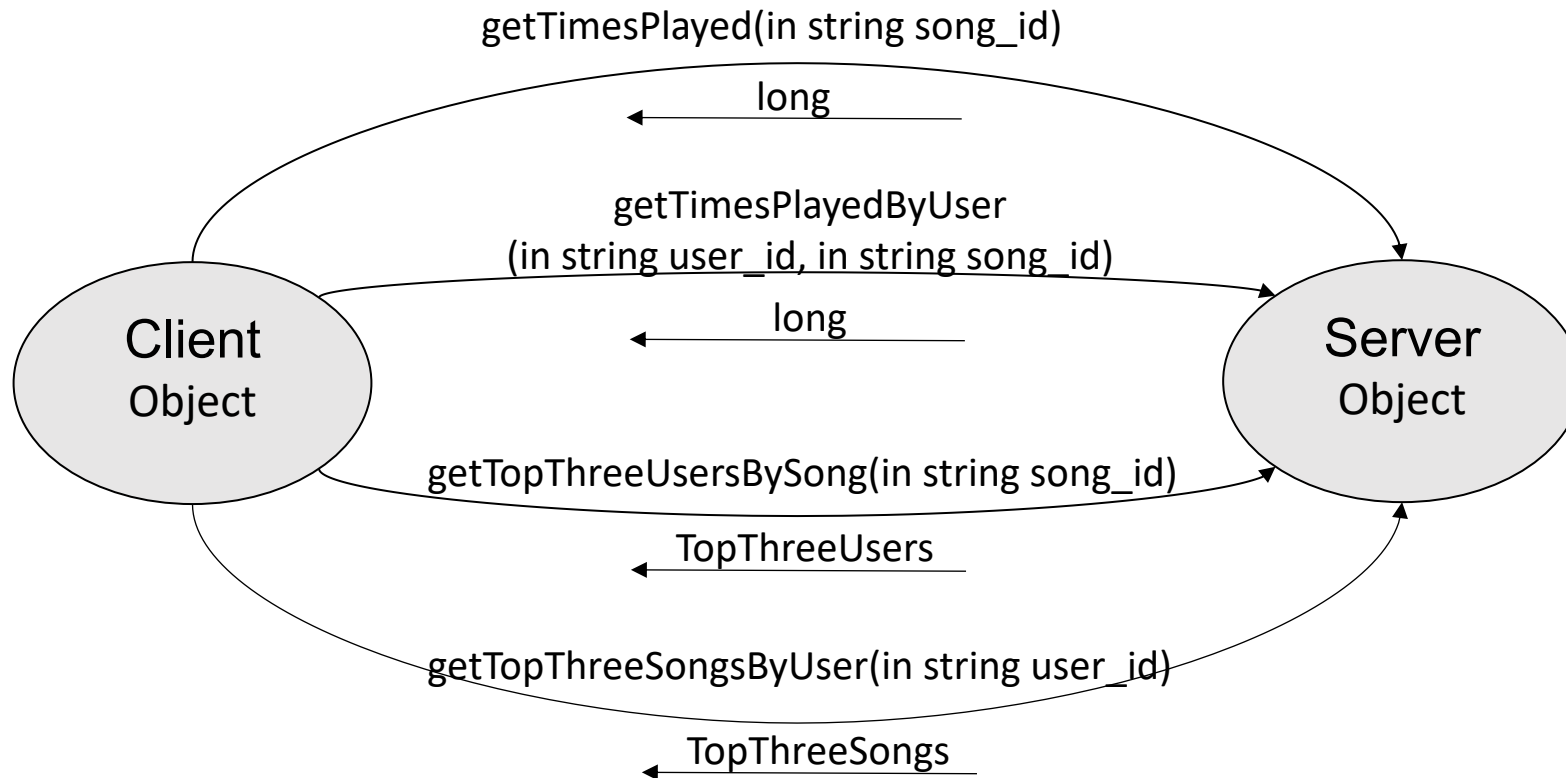 getTimesPlayed(in string song_id)
long
getTimesPlayedByUser
(in string user_id, in string song_id)
long
Client
Object
Server
Object
getTopThreeUsersBySong(in string song_id)
TopThreeUsers
getTopThreeSongsByUser(in string user_id)
TopThreeSongs